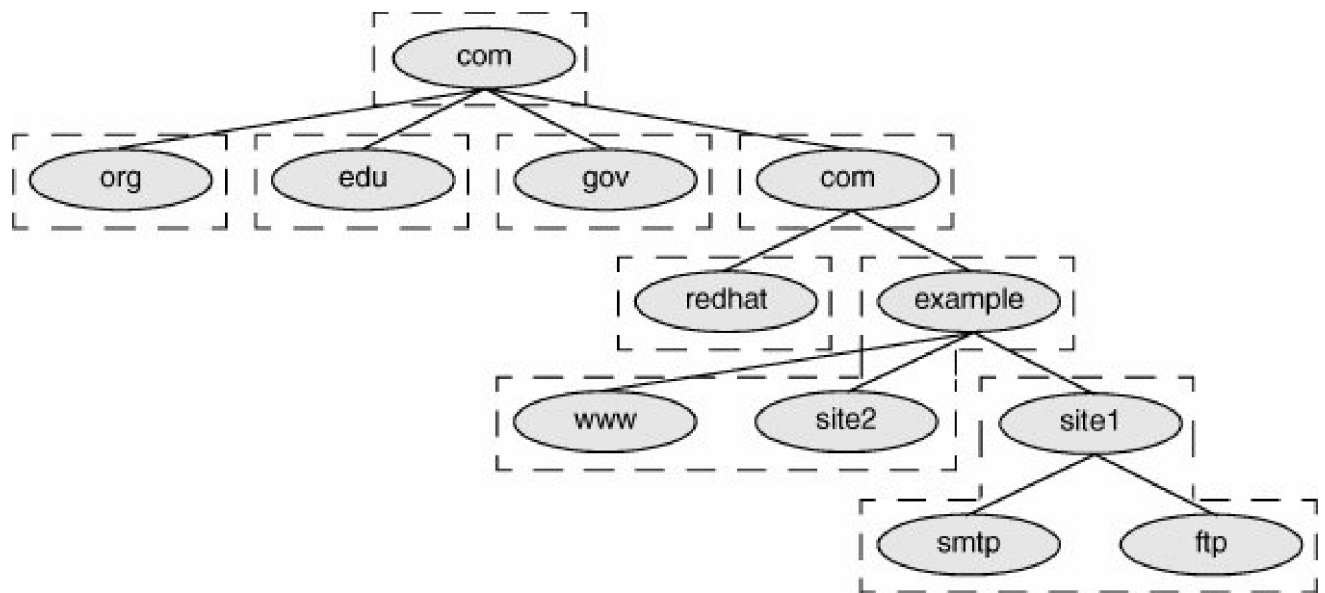 com
org edu gov com
redhat example
www site2 site1
smtp ftp